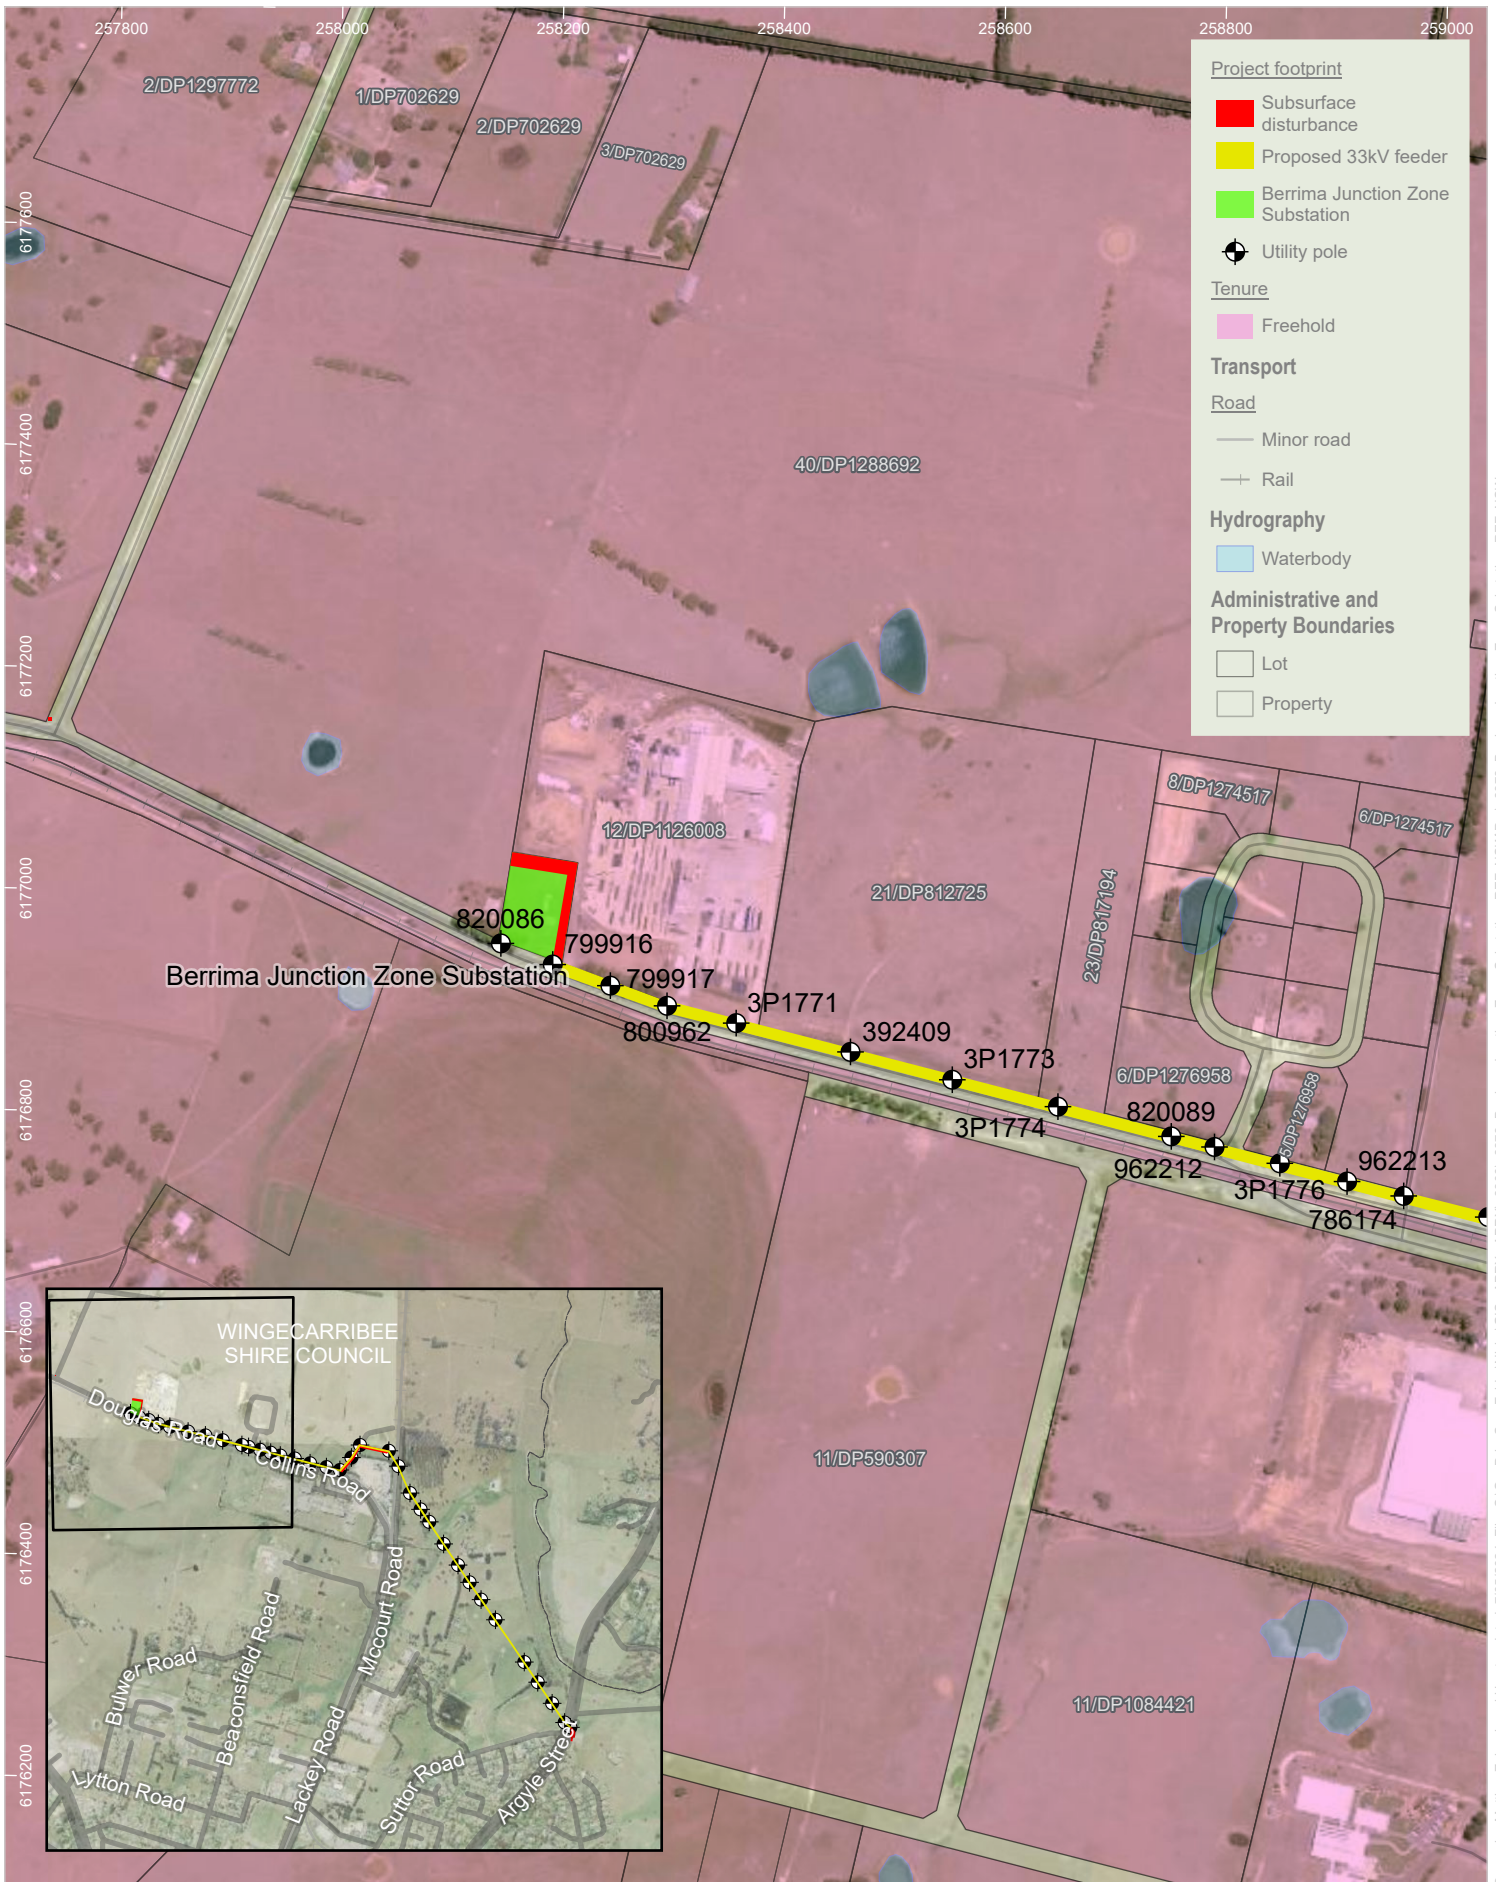 257800
258000
258200
258400
258600
258800
259000
6177600
6177400
6177200
6177000
6176800
6176600
6176400
6176200
Project footprint
Subsurface
disturbance
Proposed 33kV feeder
Berrima Junction Zone
Substation
Utility pole
Tenure
Freehold
Transport
Road
Minor road
Rail
Hydrography
Waterbody
Administrative and
Property Boundaries
Lot
Property
2/DP1297772
1/DP702629
2/DP702629
3/DP702629
40/DP1288692
12/DP1126008
21/DP812725
23/DP817194
8/DP1274517
6/DP1274517
6/DP1276958
5/DP1276958
820086
799916
Berrima Junction Zone Substation
799917
800962
3P1771
392409
3P1773
3P1774
820089
962212
3P1776
962213
786174
11/DP590307
11/DP1084421
WINGECARRIBEE
SHIRE COUNCIL
Douglas Road
Collins Road
Mccourt Road
Beaconsfield Road
Bulwer Road
Lytton Road
Lackey Road
Suttor Road
Argyle Street